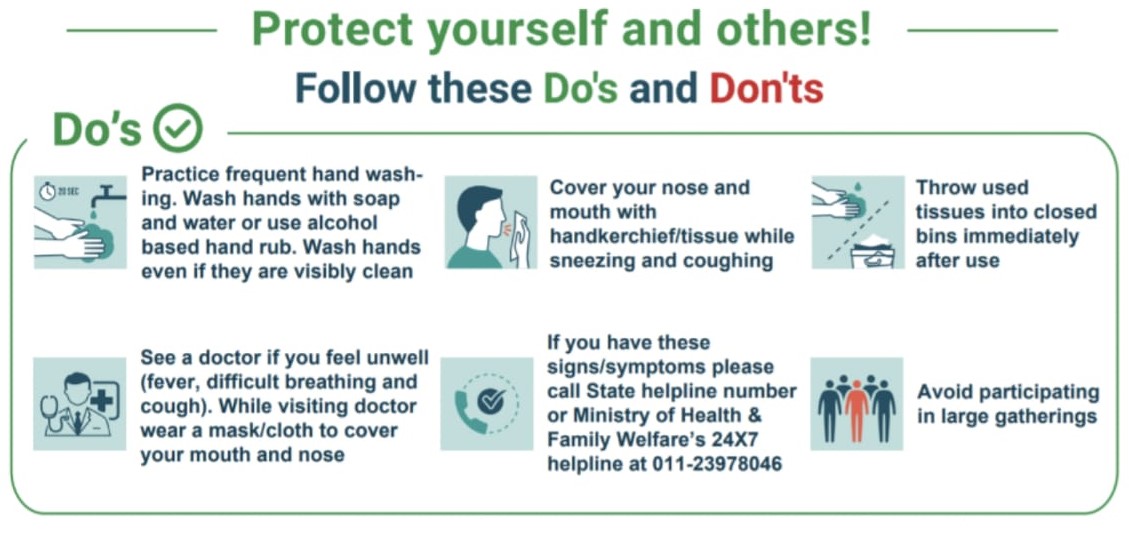 Protect yourself and others!
Follow these Do's and Don'ts
Do's
20 SEC
Practice frequent hand wash-
ing. Wash hands with soap
and water or use alcohol
based hand rub. Wash hands
even if they are visibly clean
Cover your nose and
mouth with
handkerchief/tissue while
sneezing and coughing
Throw used
tissues into closed
bins immediately
after use
See a doctor if you feel unwell
(fever, difficult breathing and
cough). While visiting doctor
wear a mask/cloth to cover
your mouth and nose
If you have these
signs/symptoms please
call State helpline number
or Ministry of Health &
Family Welfare's 24X7
helpline at 011-23978046
Avoid participating
in large gatherings